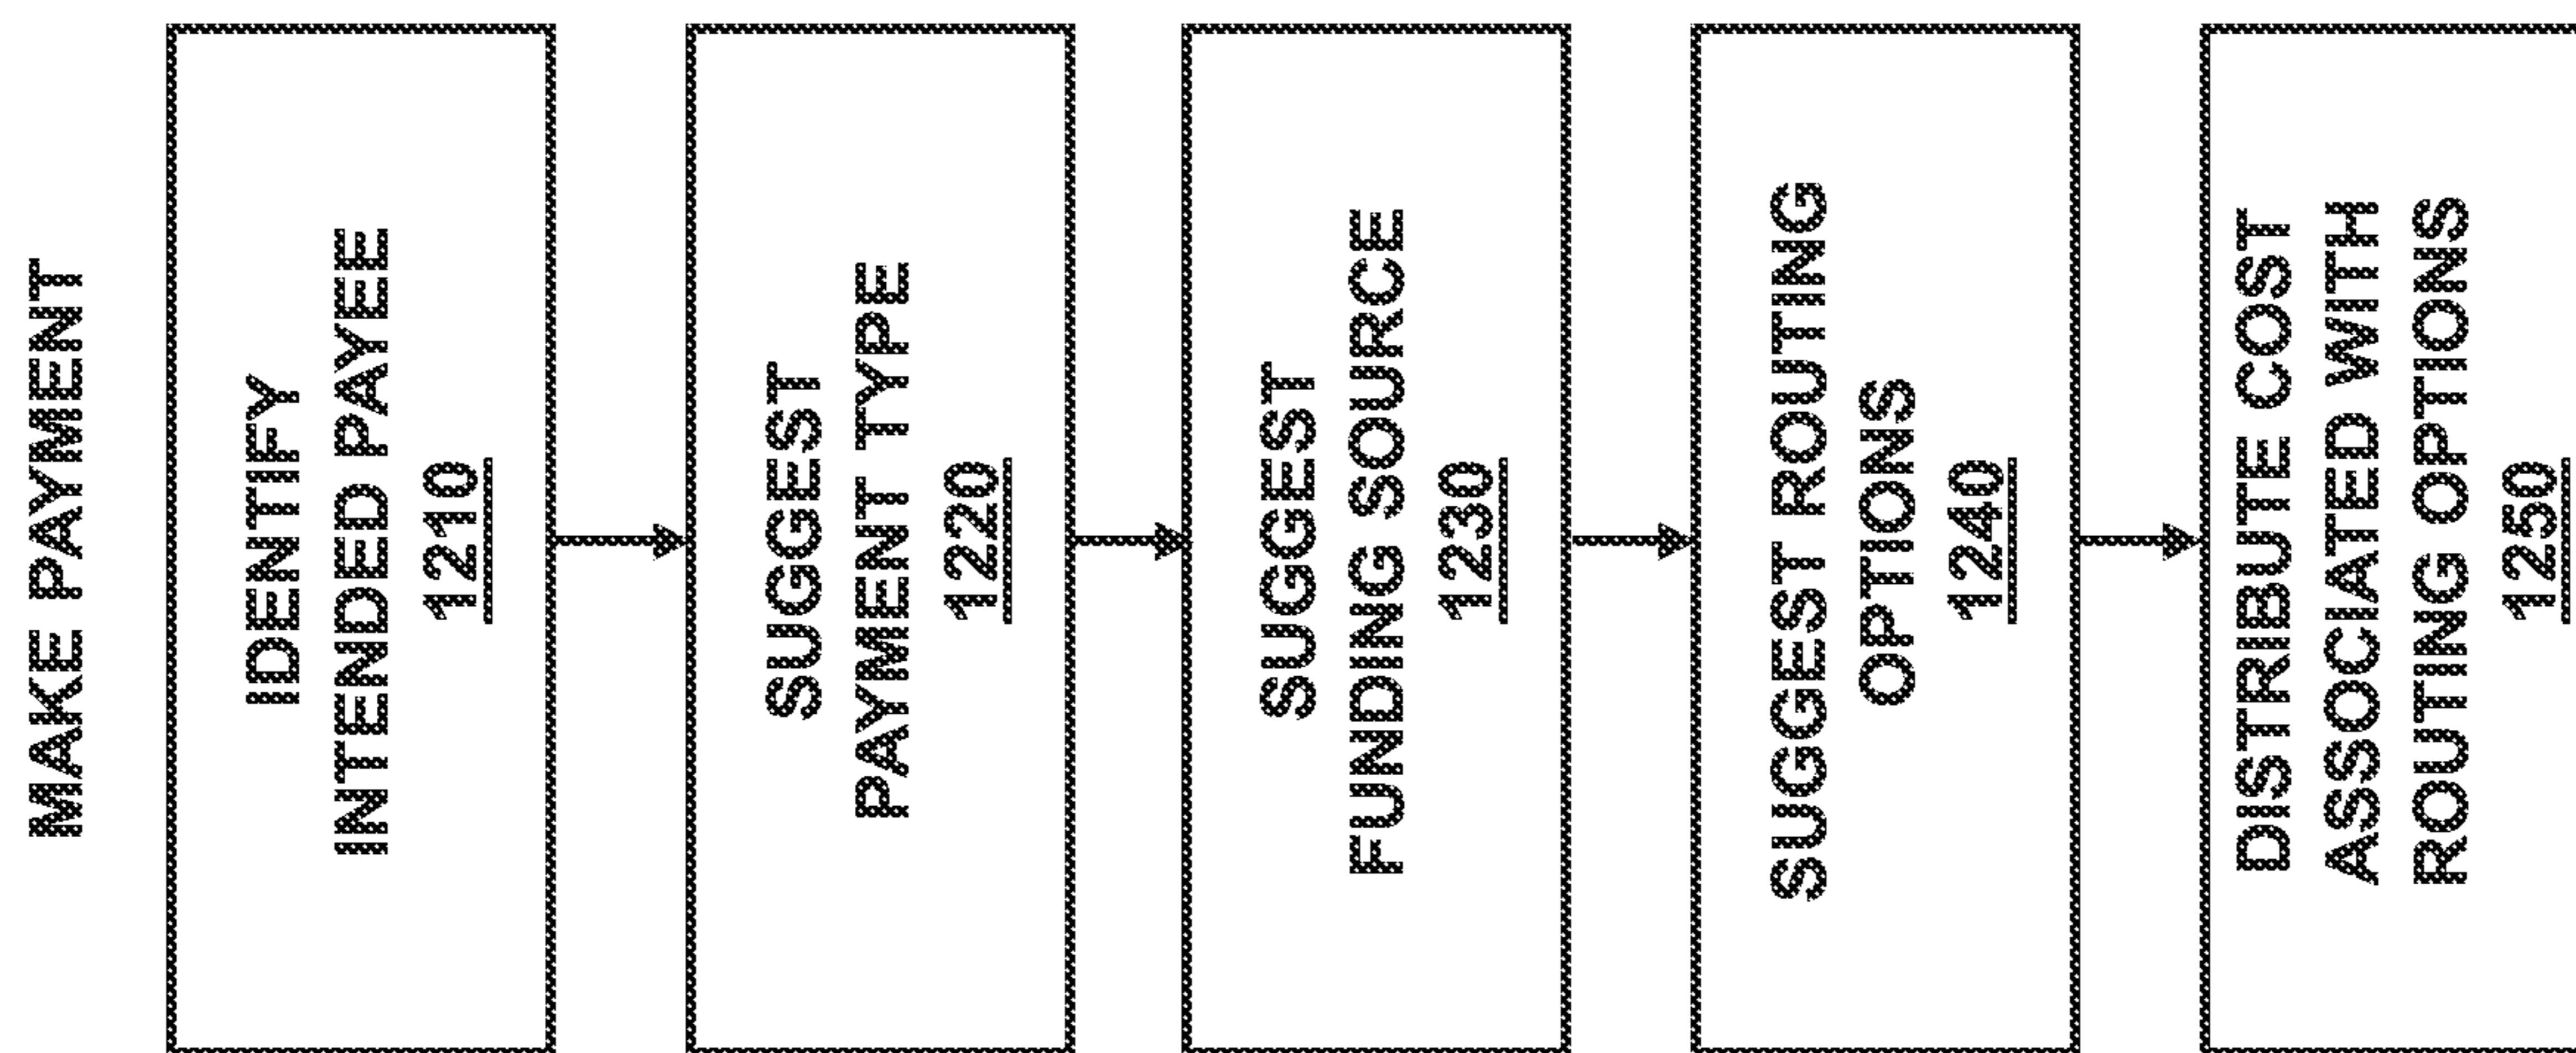 MAKE PAYMENT
IDENTIFY
INTENDED PAYEE
1210
SUGGEST
PAYMENT TYPE
1220
SUGGEST
FUNDING SOURCE
1230
SUGGEST ROUTING
OPTIONS
1240
DISTRIBUTE COST
ASSOCIATED WITH
ROUTING OPTIONS
1250